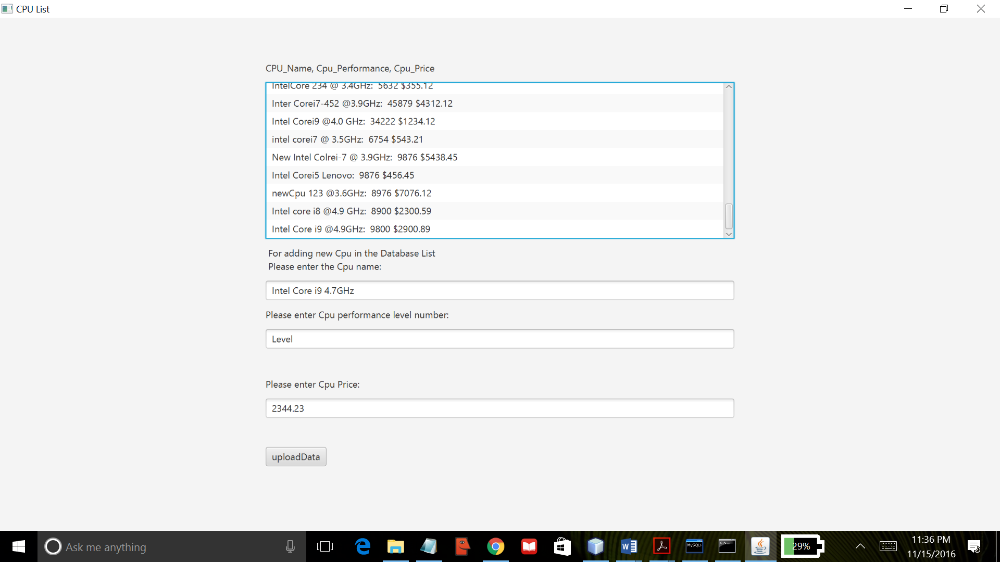 CPU List
CPU_Name, Cpu_Performance, Cpu_Price
IntelCore 234 @ 3.4GHz:  5632 $355.12
Inter Corei7-452 @3.9GHz:  45879 $4312.12
Intel Corei9 @4.0 GHz:  34222 $1234.12
intel corei7 @ 3.5GHz:  6754 $543.21
New Intel Colrei-7 @ 3.9GHz:  9876 $5438.45
Intel Corei5 Lenovo:  9876 $456.45
newCpu 123 @3.6GHz:  8976 $7076.12
Intel core i8 @4.9 GHz:  8900 $2300.59
Intel Core i9 @4.9GHz:  9800 $2900.89
For adding new Cpu in the Database List
Please enter the Cpu name:
Intel Core i9 4.7GHz
Please enter Cpu performance level number:
Level
Please enter Cpu Price:
2344.23
uploadData
Ask me anything
MySQL
C:\
29%
11:36 PM
11/15/2016